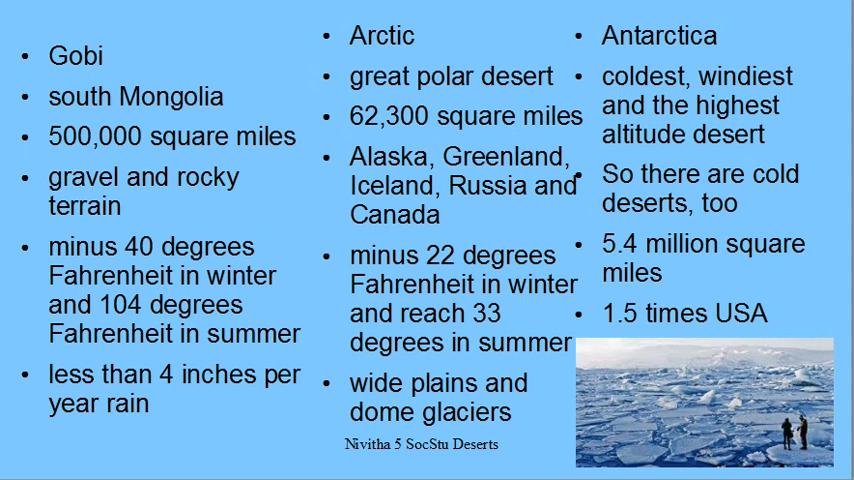 Gobi
south Mongolia
500,000 square miles
gravel and rocky
terrain
minus 40 degrees
Fahrenheit in winter
and 104 degrees
Fahrenheit in summer
less than 4 inches per
year rain
Arctic
great polar desert
62,300 square miles
Alaska, Greenland,
Iceland, Russia and
Canada
minus 22 degrees
Fahrenheit in winter
and reach 33
degrees in summer
wide plains and
dome glaciers
Antarctica
coldest, windiest
and the highest
altitude desert
So there are cold
deserts, too
5.4 million square
miles
1.5 times USA
Nivitha 5 SocStu Deserts